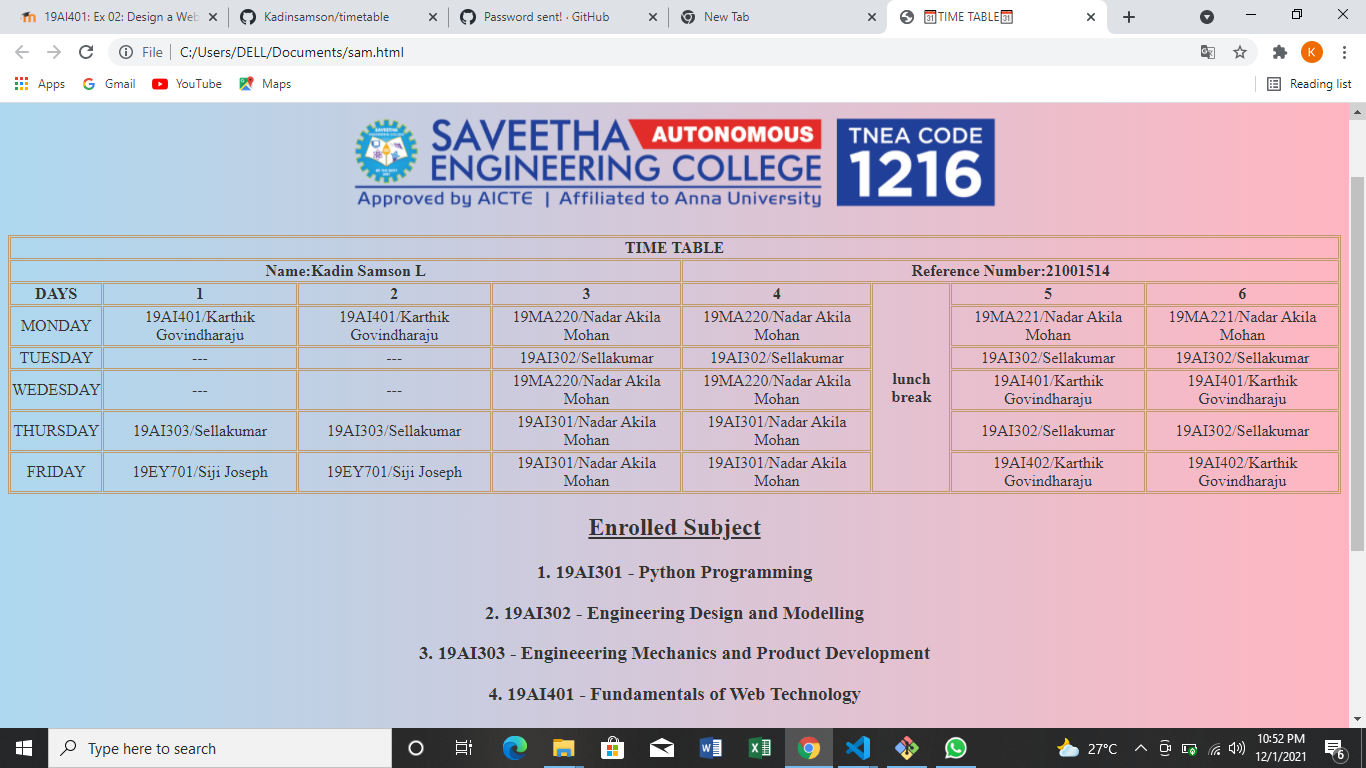 19AI401: Ex 02: Design a Web
Kadinsamson/timetable
Password sent! · GitHub
New Tab
TIME TABLE
File | C:/Users/DELL/Documents/sam.html
K
Apps
Gmail
YouTube
Maps
Reading list
SAVEETHA AUTONOMOUS
ENGINEERING COLLEGE
Approved by AICTE | Affiliated to Anna University
TNEA CODE
1216
TIME TABLE
Name:Kadin Samson L Reference Number:21001514
DAYS 1 2 3 4 5 6
MONDAY 19AI401/Karthik Govindharaju 19AI401/Karthik Govindharaju 19MA220/Nadar Akila Mohan 19MA220/Nadar Akila Mohan 19MA221/Nadar Akila Mohan 19MA221/Nadar Akila Mohan
TUESDAY --- --- 19AI302/Sellakumar 19AI302/Sellakumar 19AI302/Sellakumar 19AI302/Sellakumar
lunch
break
WEDESDAY --- --- 19MA220/Nadar Akila Mohan 19MA220/Nadar Akila Mohan 19AI401/Karthik Govindharaju 19AI401/Karthik Govindharaju
THURSDAY 19AI303/Sellakumar 19AI303/Sellakumar 19AI301/Nadar Akila Mohan 19AI301/Nadar Akila Mohan 19AI302/Sellakumar 19AI302/Sellakumar
FRIDAY 19EY701/Siji Joseph 19EY701/Siji Joseph 19AI301/Nadar Akila Mohan 19AI301/Nadar Akila Mohan 19AI402/Karthik Govindharaju 19AI402/Karthik Govindharaju
Enrolled Subject
1. 19AI301 - Python Programming
2. 19AI302 - Engineering Design and Modelling
3. 19AI303 - Engineeering Mechanics and Product Development
4. 19AI401 - Fundamentals of Web Technology
Type here to search
27°C
10:52 PM
12/1/2021
6